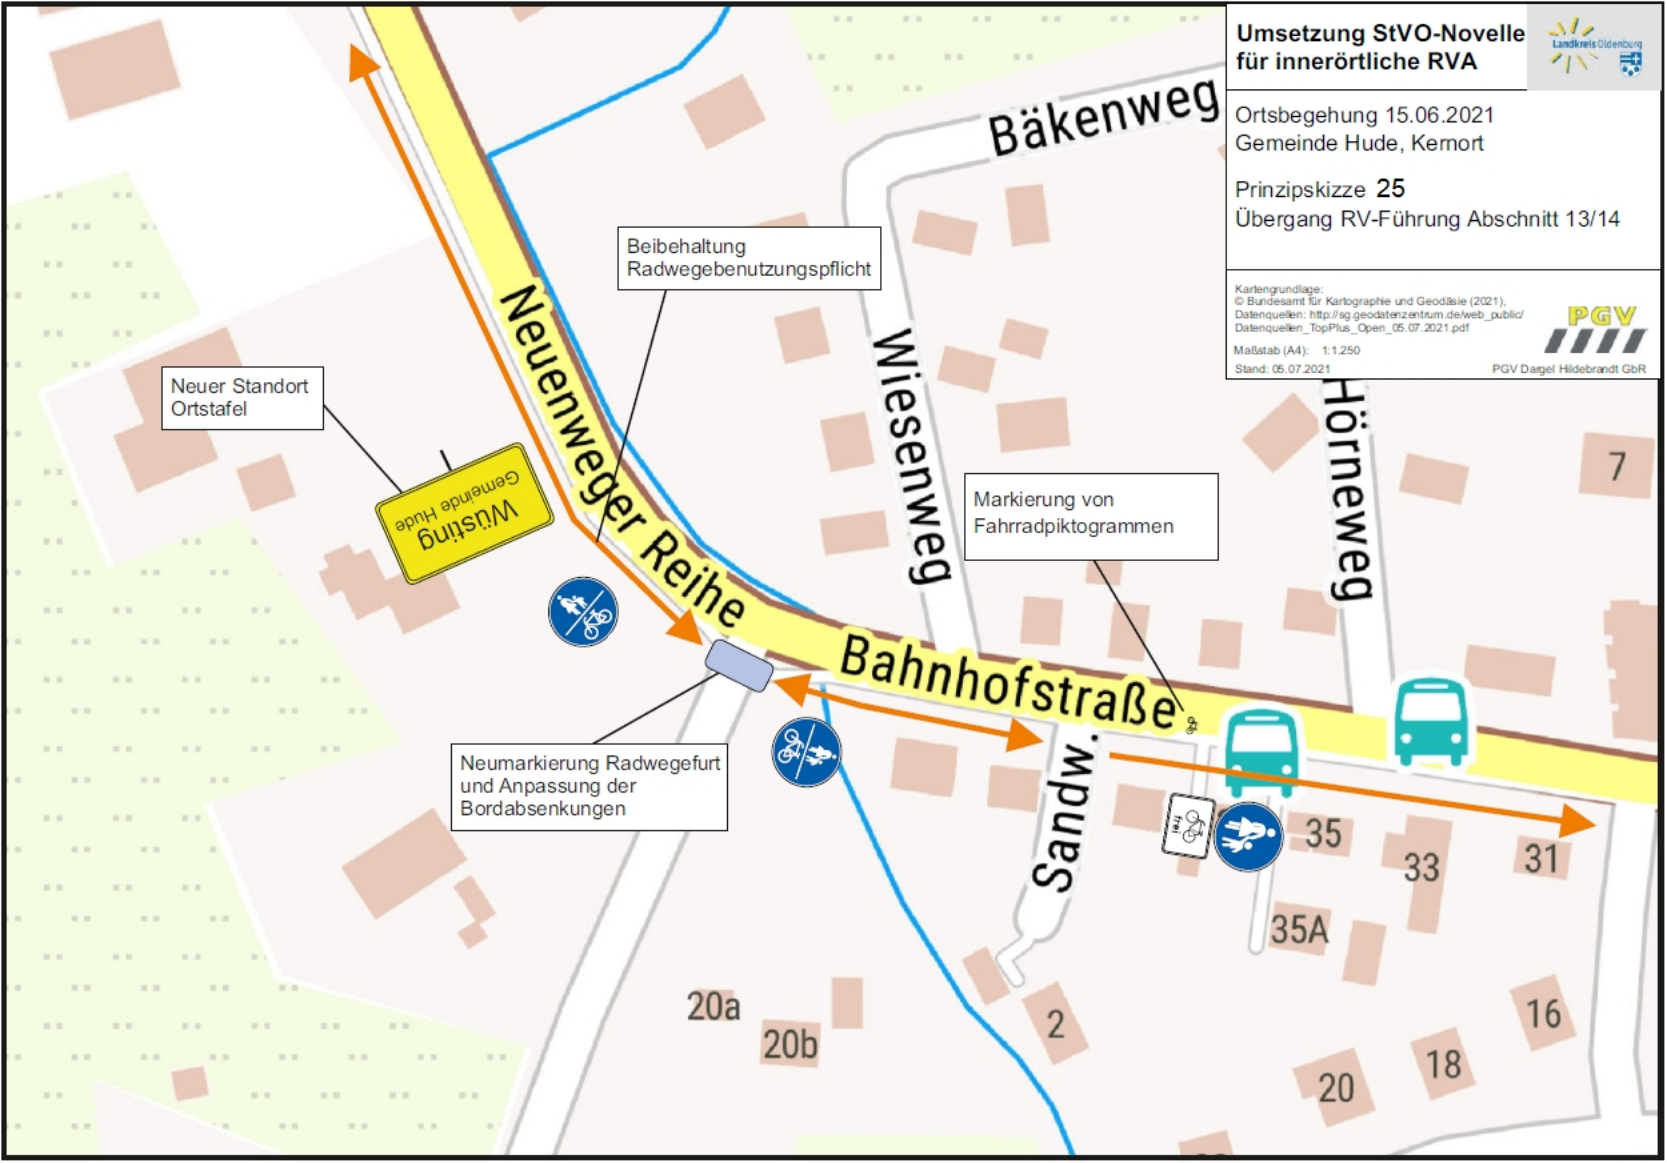 Umsetzung StVO-Novelle
für innerörtliche RVA
Landkreis Oldenburg
Ortsbegehung 15.06.2021
Gemeinde Hude, Kernort
Prinzipskizze 25
Übergang RV-Führung Abschnitt 13/14
Kartengrundlage:
© Bundesamt für Kartographie und Geodäsie (2021),
Datenquellen: http://sg.geodatenzentrum.de/web_public/
Datenquellen_TopPlus_Open_05.07.2021.pdf
Maßstab (A4): 1:1.250
Stand: 05.07.2021
PGV
PGV Dargel Hildebrandt GbR
Bäkenweg
Beibehaltung
Radwegebenutzungspflicht
Neuenweger Reihe
Wiesenweg
Hörneweg
7
Neuer Standort
Ortstafel
Wüsting
Gemeinde Hude
Markierung von
Fahrradpiktogrammen
Bahnhofstraße
Neumarkierung Radwegefurt
und Anpassung der
Bordabsenkungen
Sandw.
frei
35
33
31
35A
20a
20b
2
16
18
20